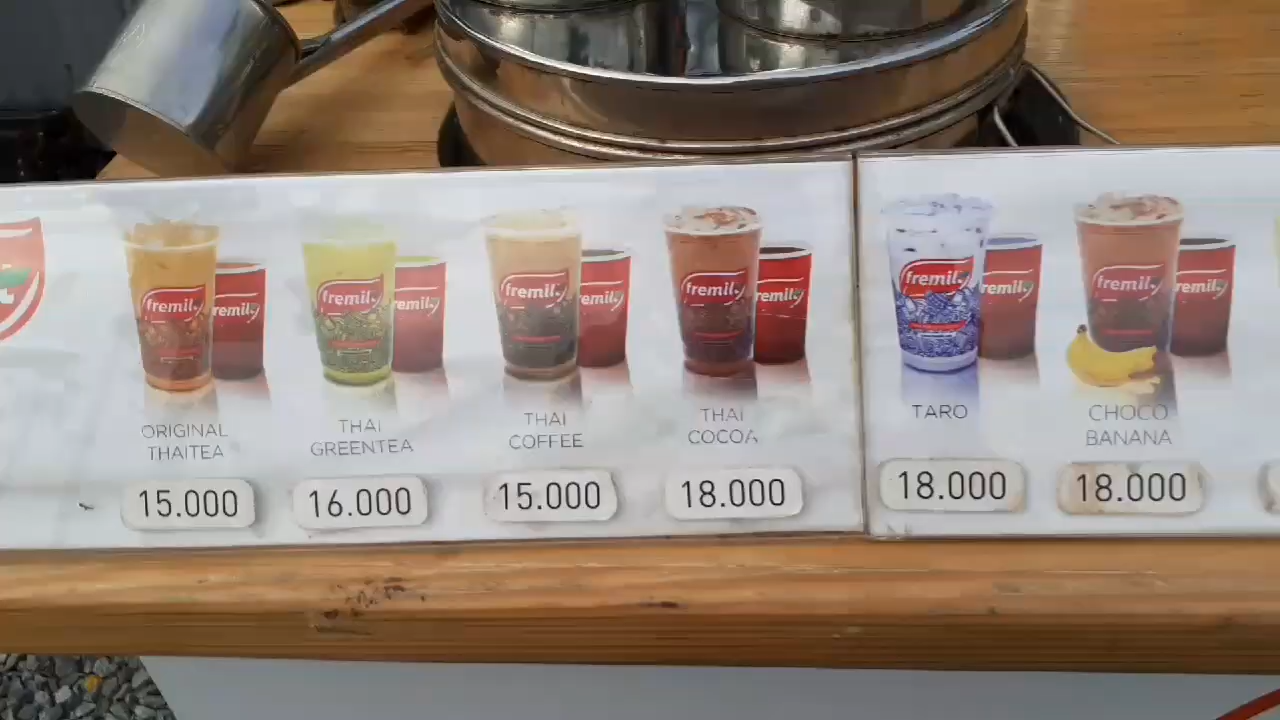 fremily
fremily
fremily
fremily
fremily
fremily
fremily
fremily
fremily
fremily
fremily
fremily
ORIGINAL
THAITEA
15.000
THAI
GREENTEA
16.000
THAI
COFFEE
15.000
THAI
COCOA
18.000
TARO
18.000
CHOCO
BANANA
18.000